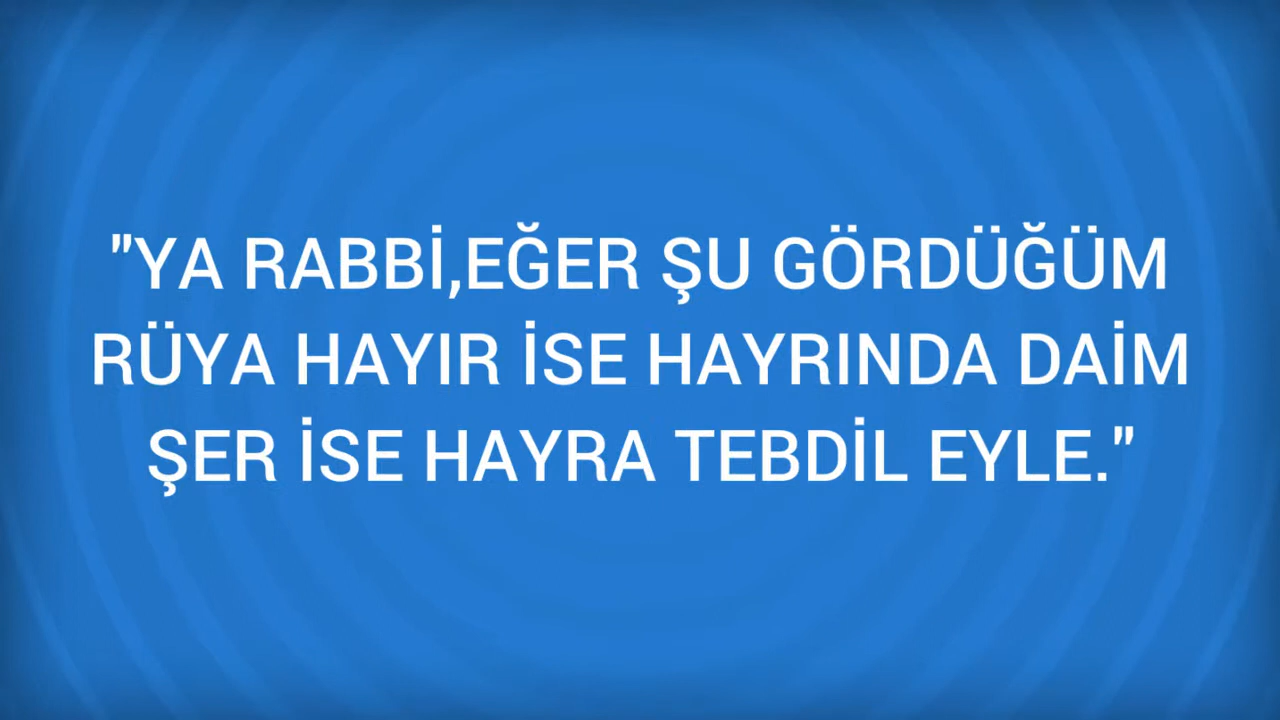 "YA RABBİ,EĞER ŞU GÖRDÜĞÜM
RÜYA HAYIR İSE HAYRINDA DAİM
ŞER İSE HAYRA TEBDİL EYLE."